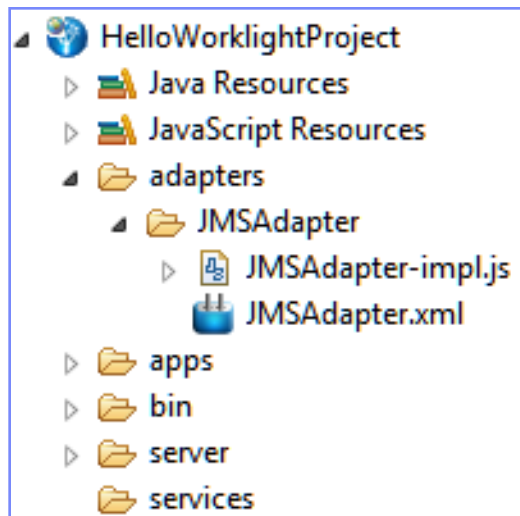 HelloWorklightProject
Java Resources
JavaScript Resources
adapters
JMSAdapter
JMSAdapter-impl.js
JMSAdapter.xml
apps
bin
server
services